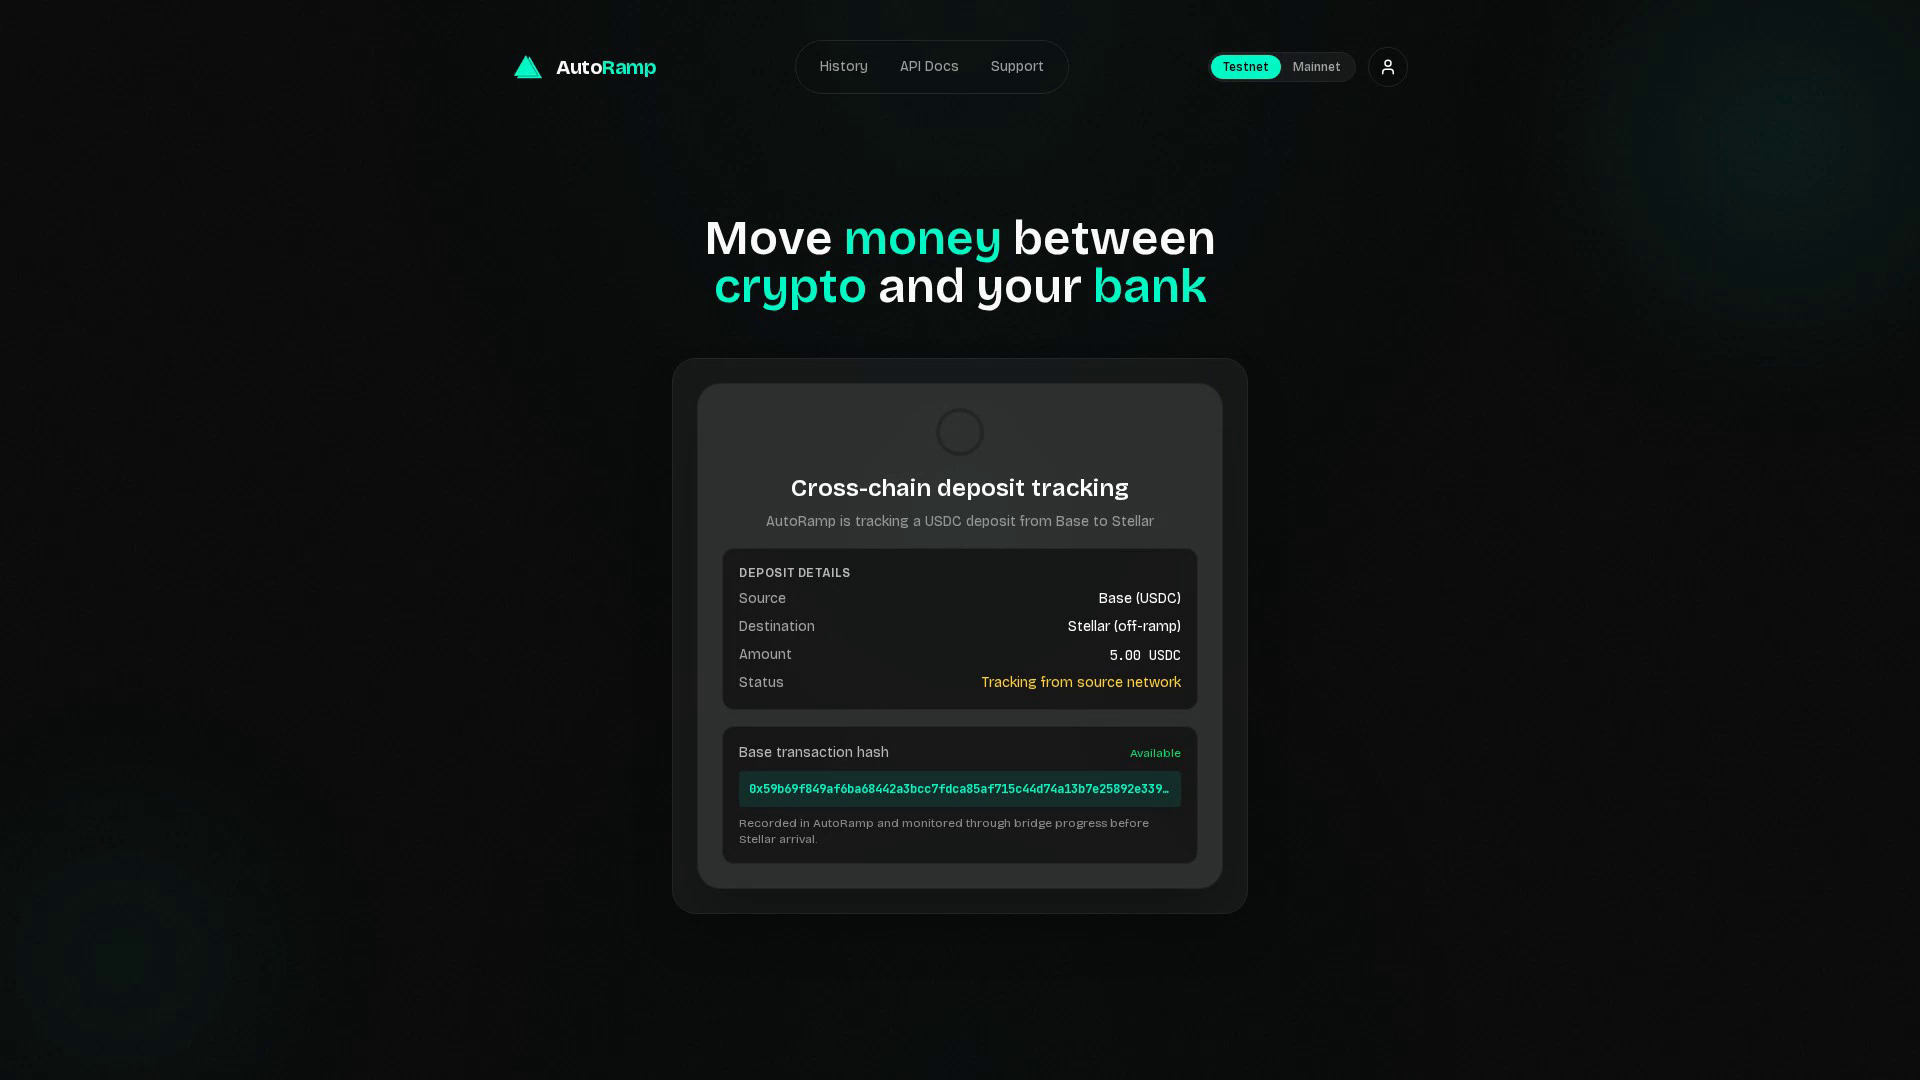 AutoRamp
History
API Docs
Support
Testnet
Mainnet
Move money between
crypto and your bank
Cross-chain deposit tracking
AutoRamp is tracking a USDC deposit from Base to Stellar
DEPOSIT DETAILS
Source
Base (USDC)
Destination
Stellar (off-ramp)
Amount
5.00 USDC
Status
Tracking from source network
Base transaction hash
Available
0x59b69f849af6ba68442a3bcc7fdca85af715c44d74a13b7e25892e339…
Recorded in AutoRamp and monitored through bridge progress before
Stellar arrival.